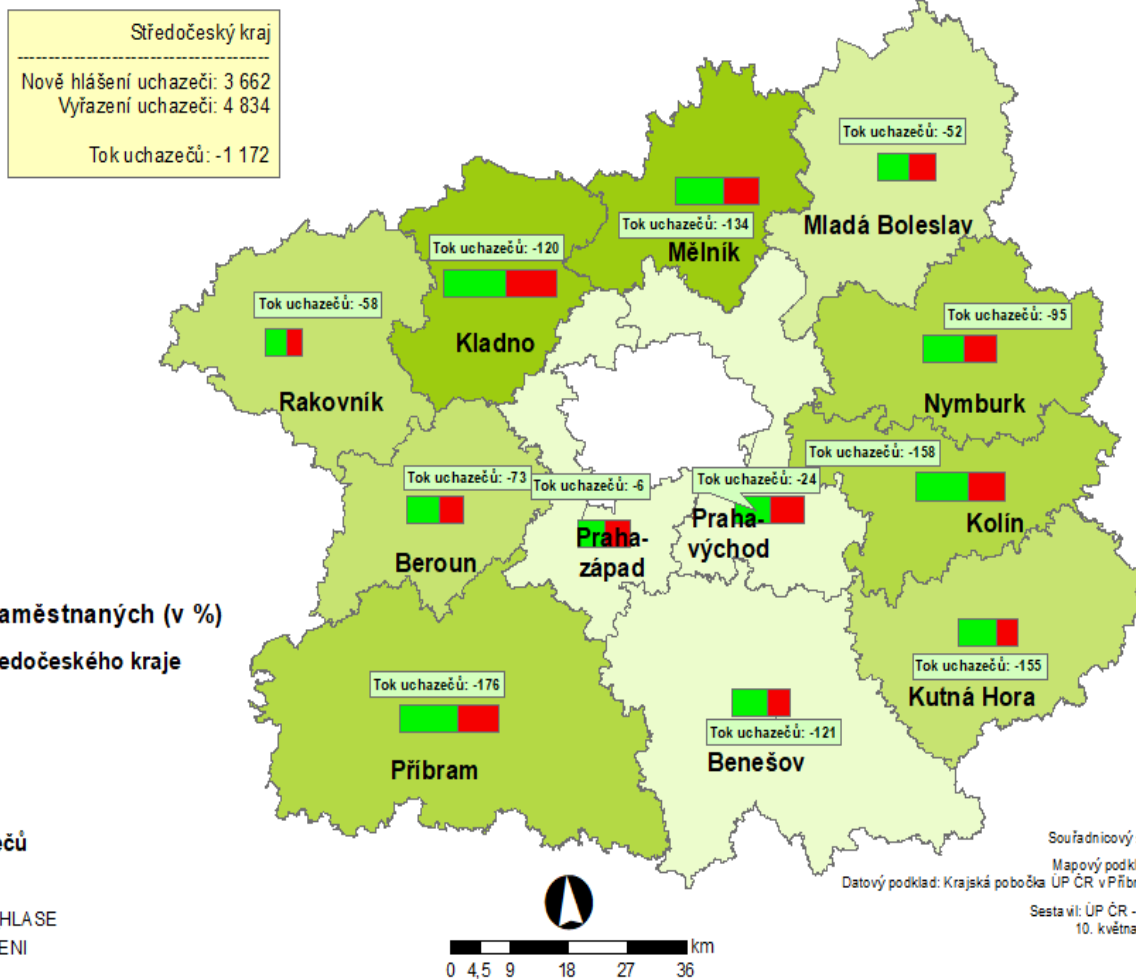 Středočeský kraj
Nově hlášení uchazeči: 3 662
Vyřazení uchazeči: 4 834
Tok uchazečů: -1 172
Tok uchazečů: -52
Mladá Boleslav
Tok uchazečů: -134
Mělník
Tok uchazečů: -120
Kladno
Tok uchazečů: -58
Rakovník
Tok uchazečů: -95
Nymburk
Tok uchazečů: -158
Kolín
Tok uchazečů: -73
Beroun
Tok uchazečů: -6
Praha-
západ
Tok uchazečů: -24
Praha-
východ
Tok uchazečů: -155
Kutná Hora
Tok uchazečů: -176
Příbram
Tok uchazečů: -121
Benešov
aměstnaných (v %)
edočeského kraje
ečů
HLASE
ENI
km
0 4,5 9 18 27 36
Souřadnicový
Mapový podkl
Datový podklad: Krajská pobočka ÚP ČR v Příbr
Sestavil: ÚP ČR -
10. května